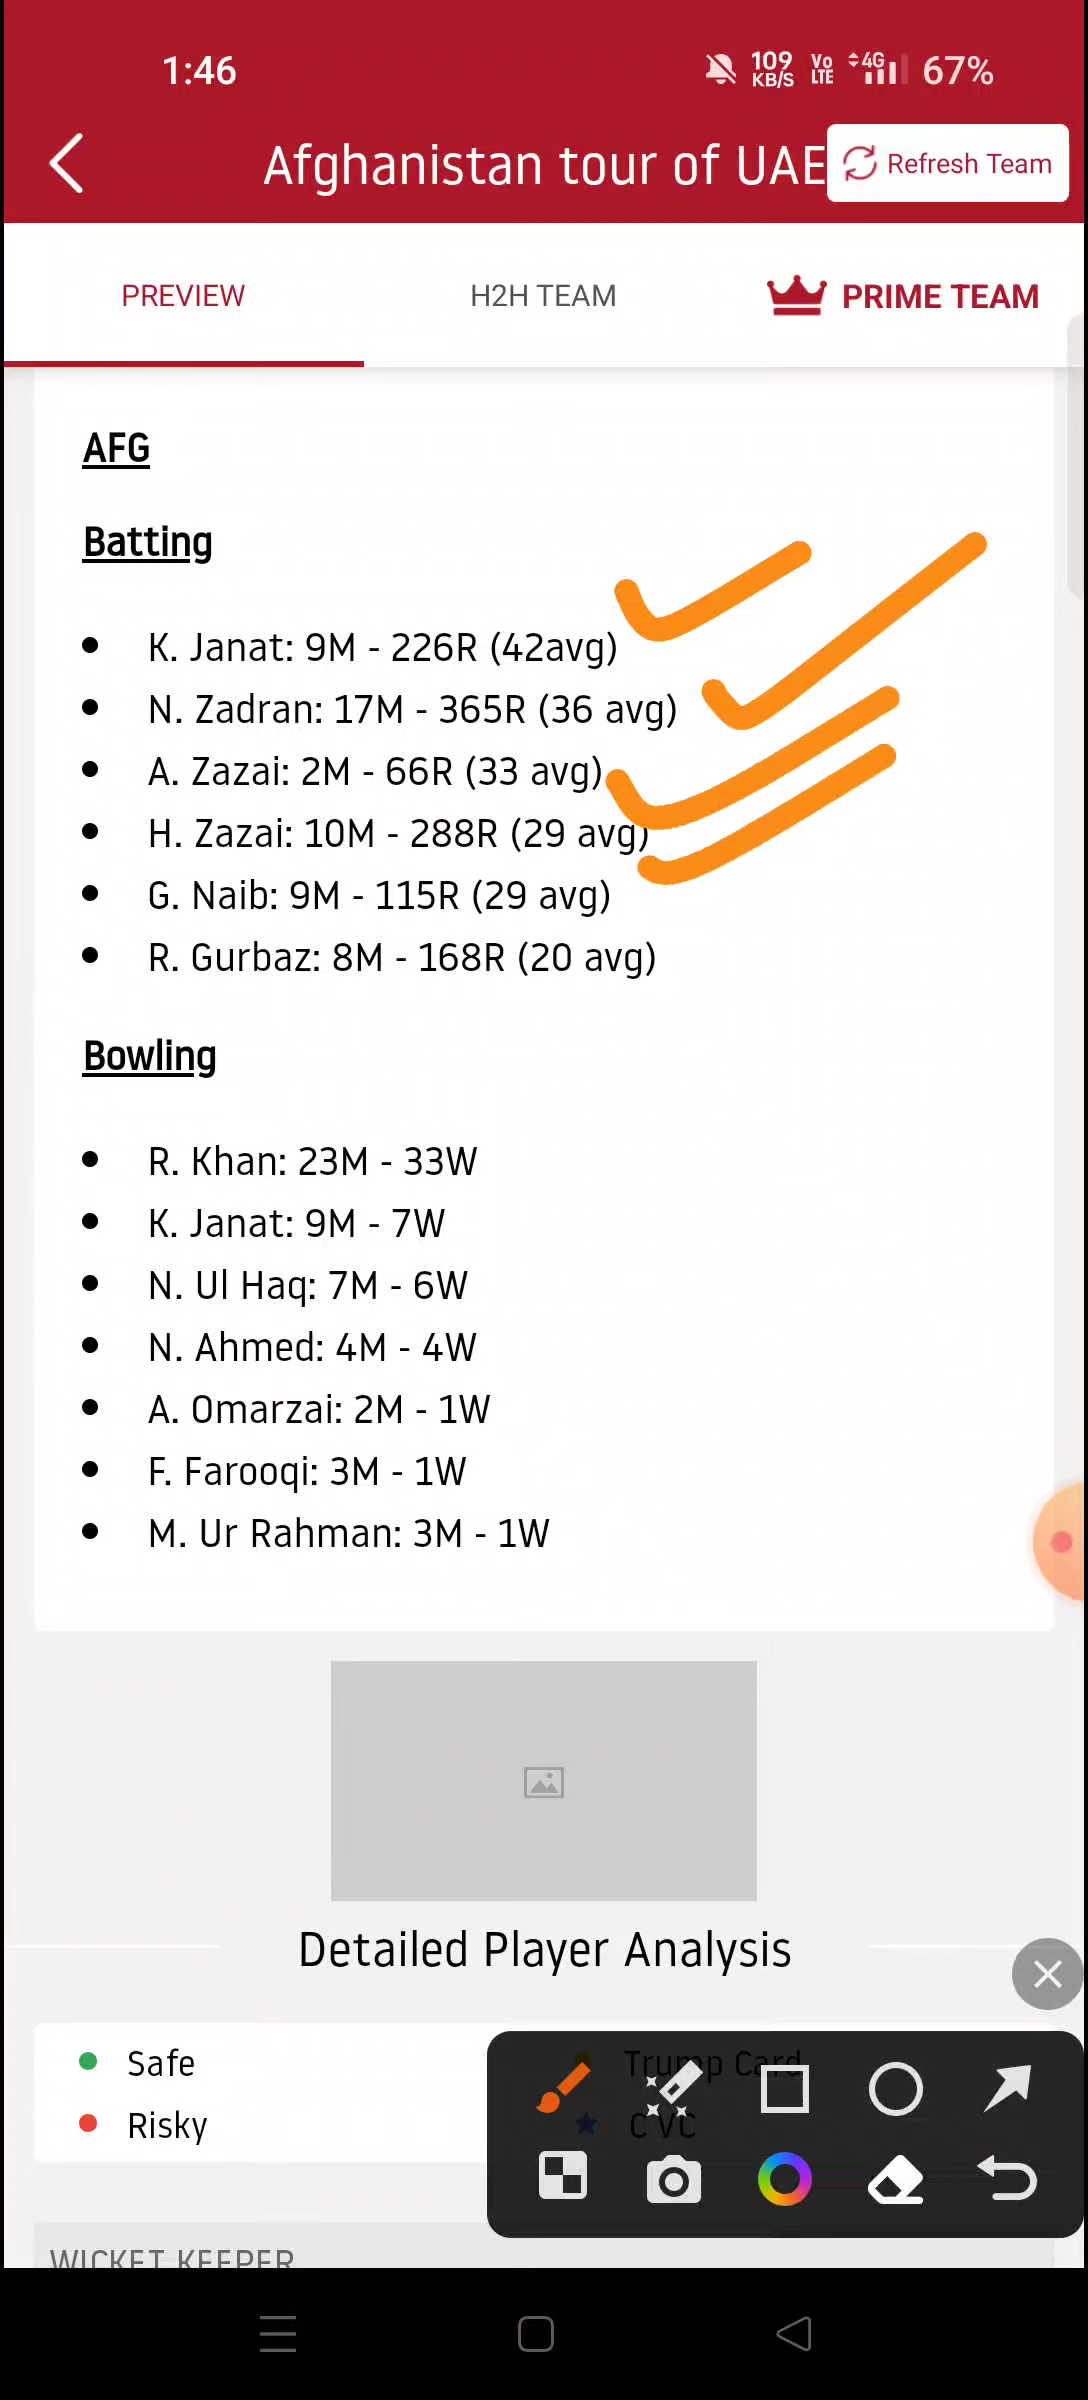 1:46 109 KB/S Vo LTE 4G 67%
Afghanistan tour of UAE Refresh Team
PREVIEW H2H TEAM PRIME TEAM
AFG
Batting
K. Janat: 9M - 226R (42avg)
N. Zadran: 17M - 365R (36 avg)
A. Zazai: 2M - 66R (33 avg)
H. Zazai: 10M - 288R (29 avg)
G. Naib: 9M - 115R (29 avg)
R. Gurbaz: 8M - 168R (20 avg)
Bowling
R. Khan: 23M - 33W
K. Janat: 9M - 7W
N. Ul Haq: 7M - 6W
N. Ahmed: 4M - 4W
A. Omarzai: 2M - 1W
F. Farooqi: 3M - 1W
M. Ur Rahman: 3M - 1W
Detailed Player Analysis
Safe Trump Card
Risky C VC
WICKET KEEPER